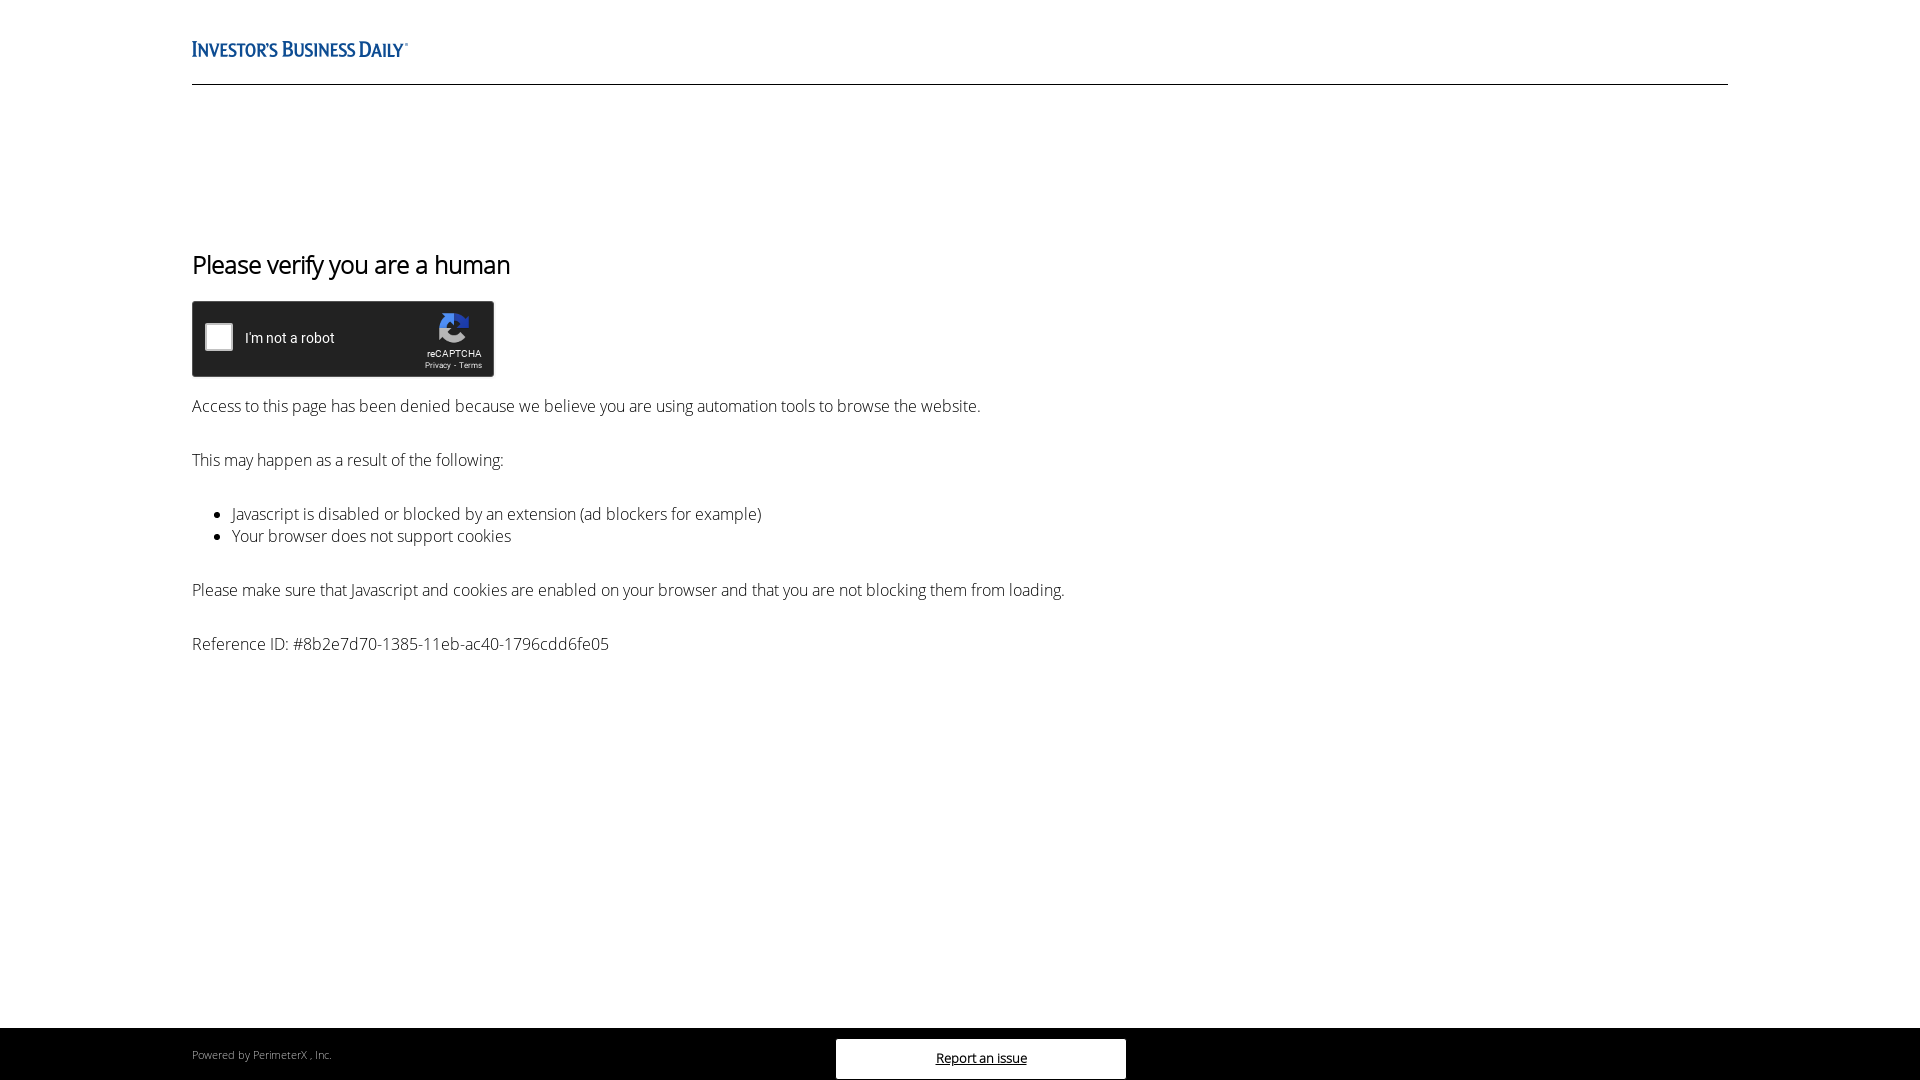 INVESTOR'S BUSINESS DAILY®
Please verify you are a human
I'm not a robot
reCAPTCHA
Privacy - Terms
Access to this page has been denied because we believe you are using automation tools to browse the website.
This may happen as a result of the following:
Javascript is disabled or blocked by an extension (ad blockers for example)
Your browser does not support cookies
Please make sure that Javascript and cookies are enabled on your browser and that you are not blocking them from loading.
Reference ID: #8b2e7d70-1385-11eb-ac40-1796cdd6fe05
Powered by PerimeterX , Inc.
Report an issue